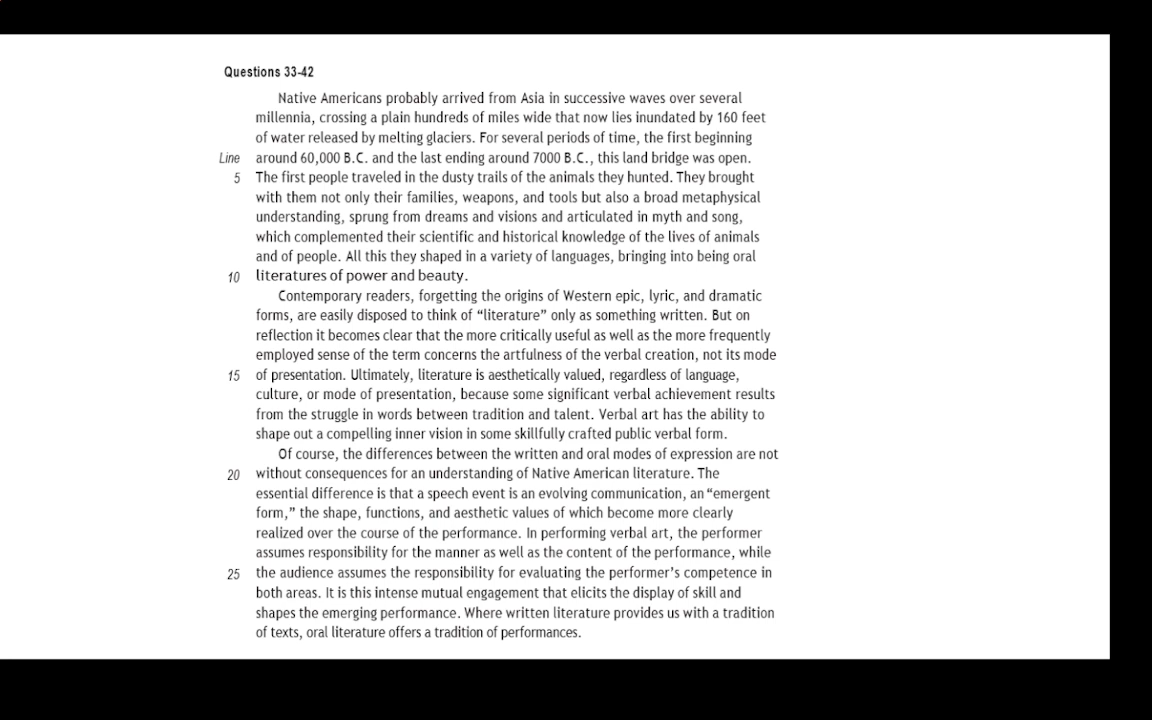 Questions 33-42
Native Americans probably arrived from Asia in successive waves over several
millennia, crossing a plain hundreds of miles wide that now lies inundated by 160 feet
of water released by melting glaciers. For several periods of time, the first beginning
Line around 60,000 B.C. and the last ending around 7000 B.C., this land bridge was open.
5 The first people traveled in the dusty trails of the animals they hunted. They brought
with them not only their families, weapons, and tools but also a broad metaphysical
understanding, sprung from dreams and visions and articulated in myth and song,
which complemented their scientific and historical knowledge of the lives of animals
and of people. All this they shaped in a variety of languages, bringing into being oral
10 literatures of power and beauty.
Contemporary readers, forgetting the origins of Western epic, lyric, and dramatic
forms, are easily disposed to think of “literature” only as something written. But on
reflection it becomes clear that the more critically useful as well as the more frequently
employed sense of the term concerns the artfulness of the verbal creation, not its mode
15 of presentation. Ultimately, literature is aesthetically valued, regardless of language,
culture, or mode of presentation, because some significant verbal achievement results
from the struggle in words between tradition and talent. Verbal art has the ability to
shape out a compelling inner vision in some skillfully crafted public verbal form.
Of course, the differences between the written and oral modes of expression are not
20 without consequences for an understanding of Native American literature. The
essential difference is that a speech event is an evolving communication, an “emergent
form,” the shape, functions, and aesthetic values of which become more clearly
realized over the course of the performance. In performing verbal art, the performer
assumes responsibility for the manner as well as the content of the performance, while
25 the audience assumes the responsibility for evaluating the performer’s competence in
both areas. It is this intense mutual engagement that elicits the display of skill and
shapes the emerging performance. Where written literature provides us with a tradition
of texts, oral literature offers a tradition of performances.